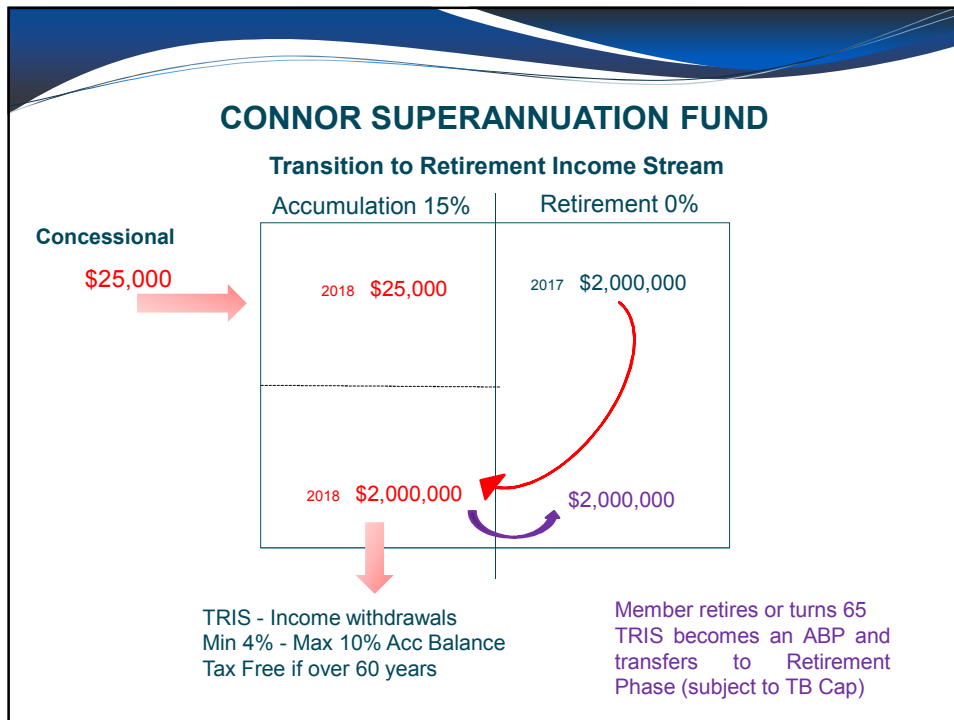 CONNOR SUPERANNUATION FUND
Transition to Retirement Income Stream
Accumulation 15%
Retirement 0%
Concessional
$25,000
2018 $25,000
2017 $2,000,000
2018 $2,000,000
$2,000,000
TRIS - Income withdrawals
Min 4% - Max 10% Acc Balance
Tax Free if over 60 years
Member retires or turns 65
TRIS becomes an ABP and
transfers to Retirement
Phase (subject to TB Cap)